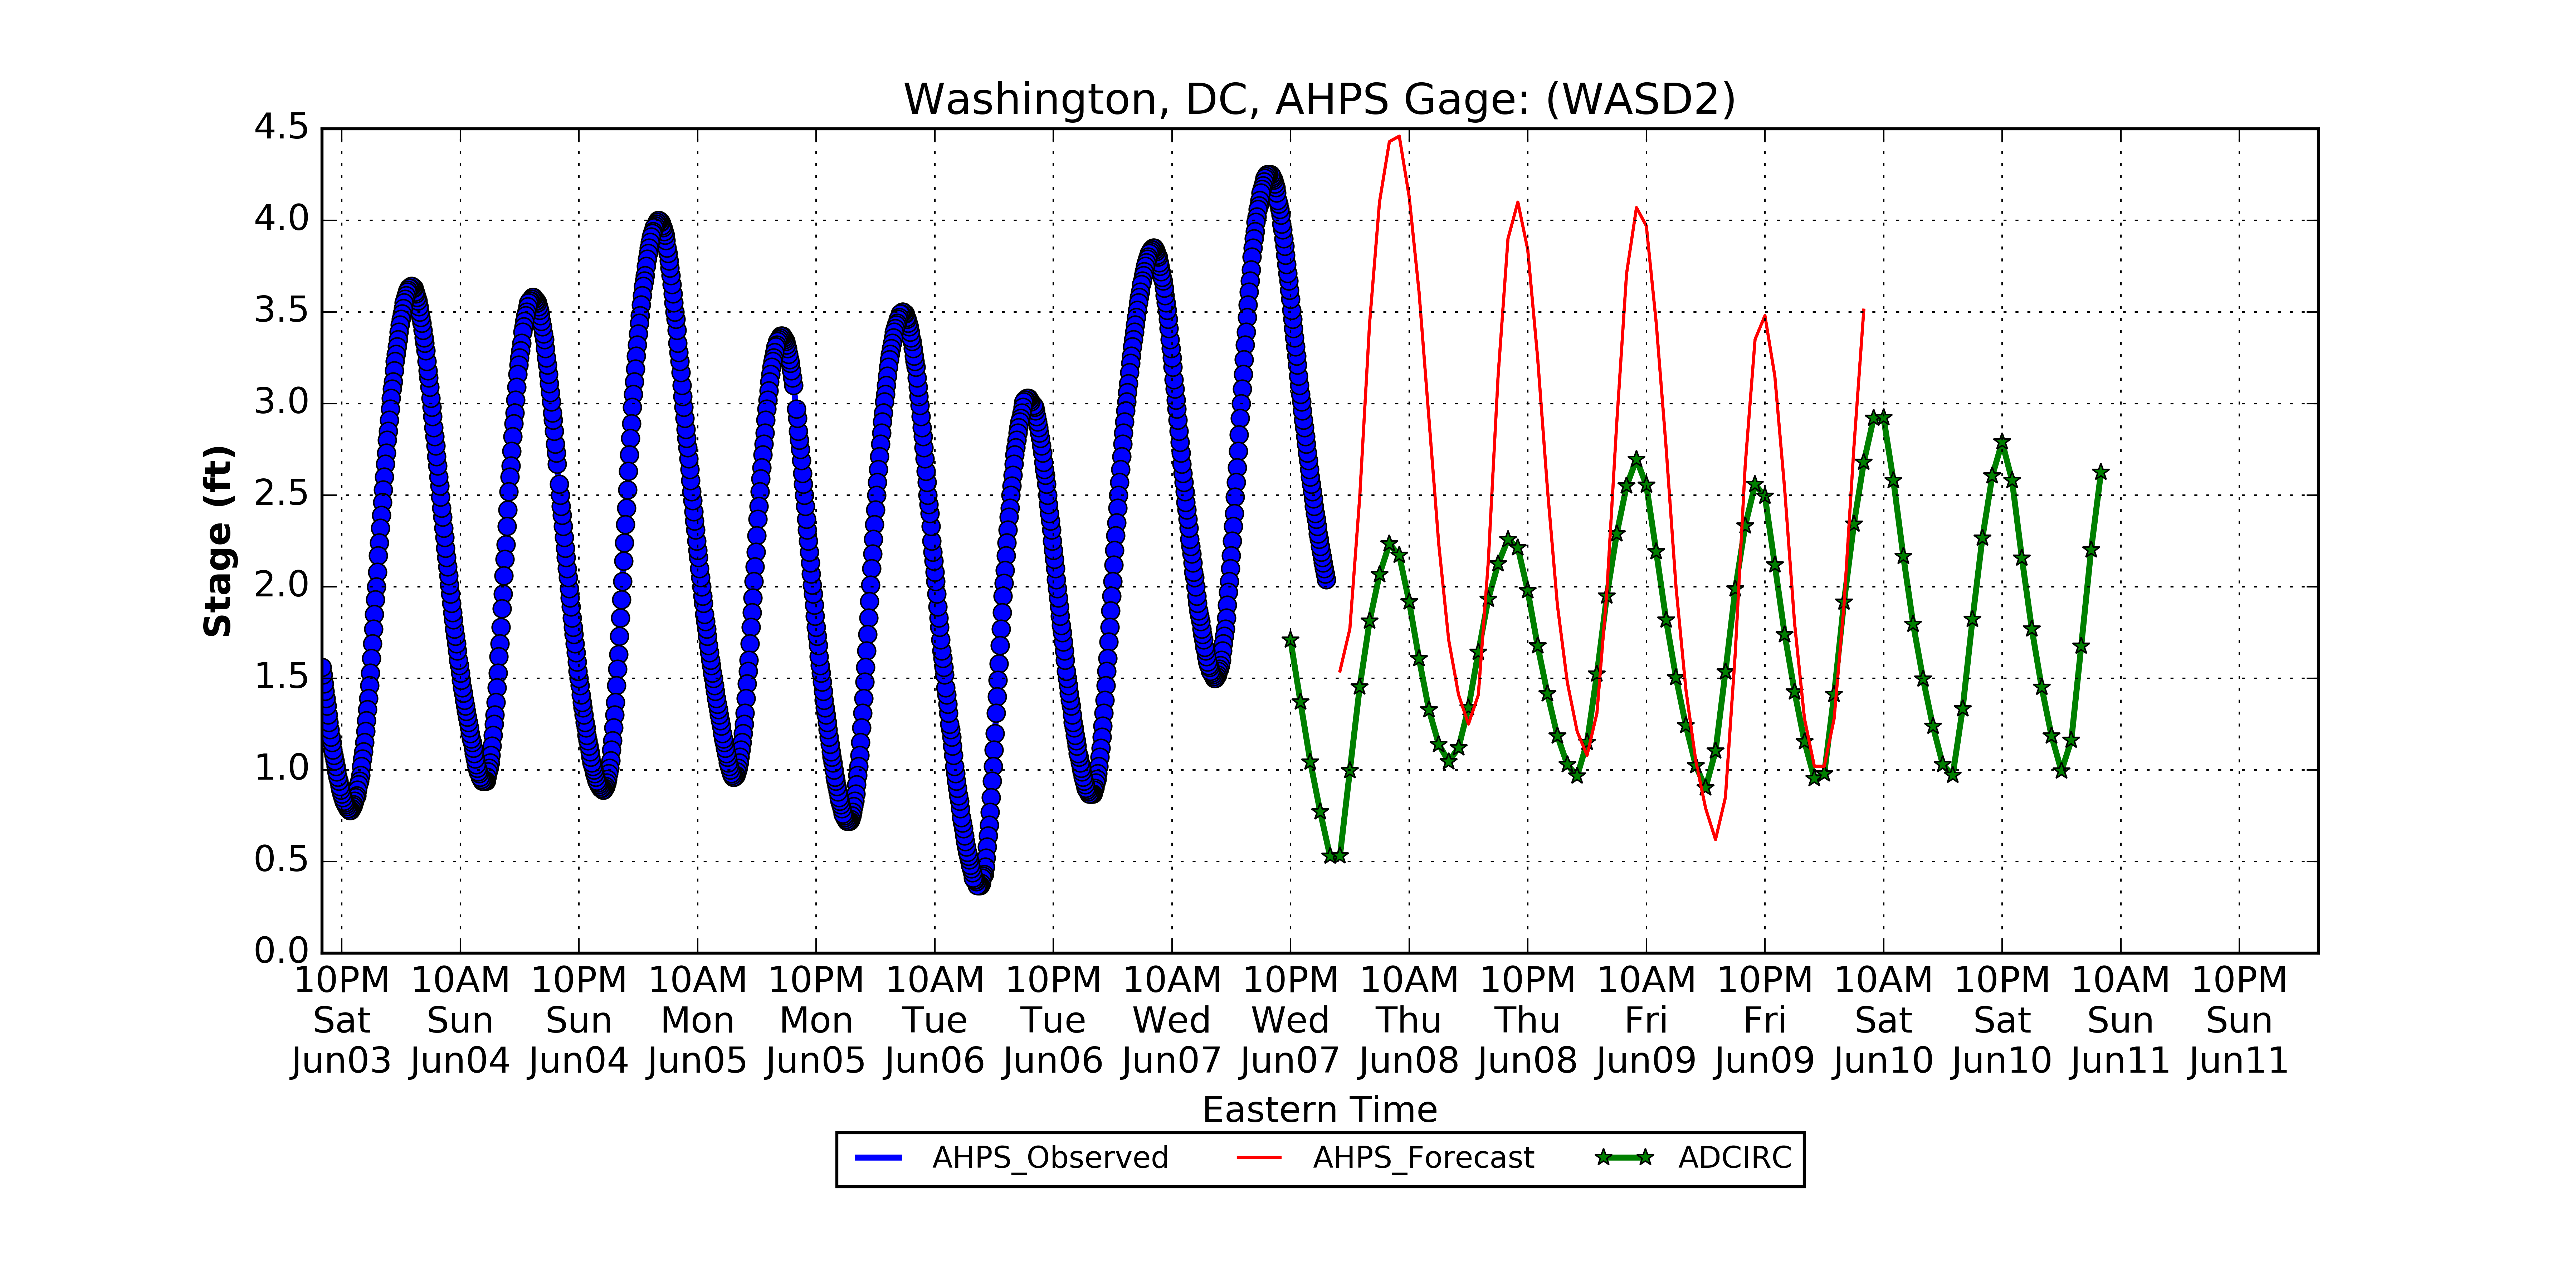 Washington, DC, AHPS Gage: (WASD2)
4.5
4.0
3.5
3.0
2.5
2.0
1.5
1.0
0.5
0.0
Stage (ft)
10PM 10AM 10PM 10AM 10PM 10AM 10PM 10AM 10PM 10AM 10PM 10AM 10PM 10AM 10PM 10AM 10PM
Sat Sun Sun Mon Mon Tue Tue Wed Wed Thu Thu Fri Fri Sat Sat Sun Sun
Jun03 Jun04 Jun04 Jun05 Jun05 Jun06 Jun06 Jun07 Jun07 Jun08 Jun08 Jun09 Jun09 Jun10 Jun10 Jun11 Jun11
Eastern Time
AHPS_Observed AHPS_Forecast ADCIRC